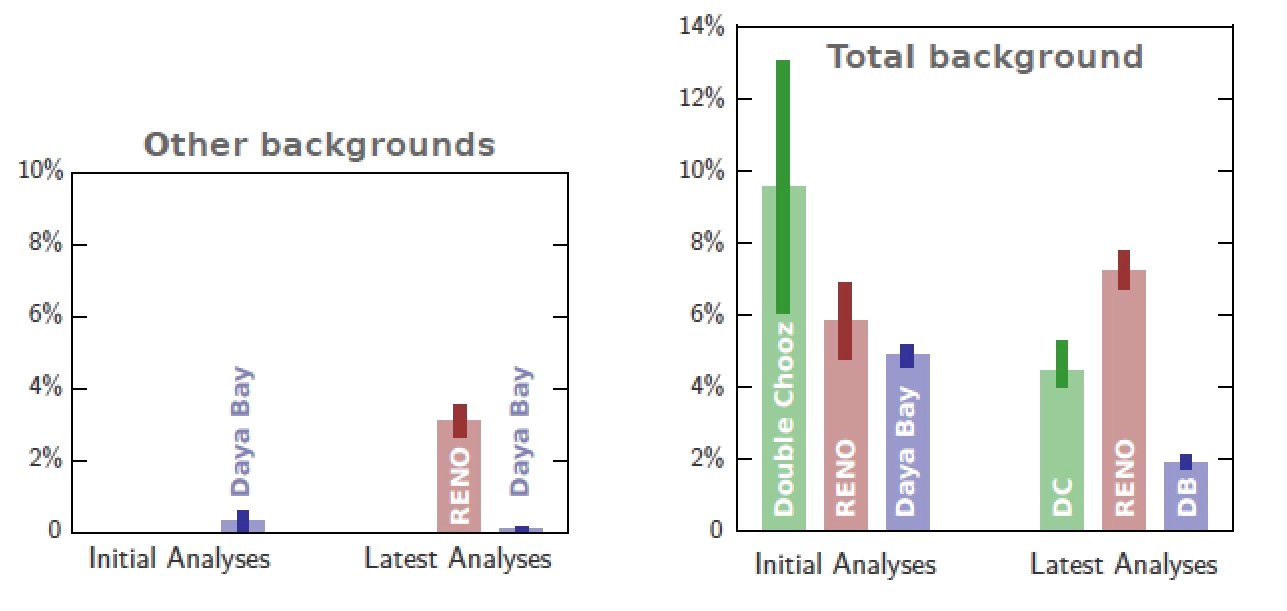 Other backgrounds
10%
8%
6%
4%
2%
0
Daya Bay
RENO
Daya Bay
Initial Analyses
Latest Analyses
Total background
14%
12%
10%
8%
6%
4%
2%
0
Double Chooz
RENO
Daya Bay
DC
RENO
DB
Initial Analyses
Latest Analyses